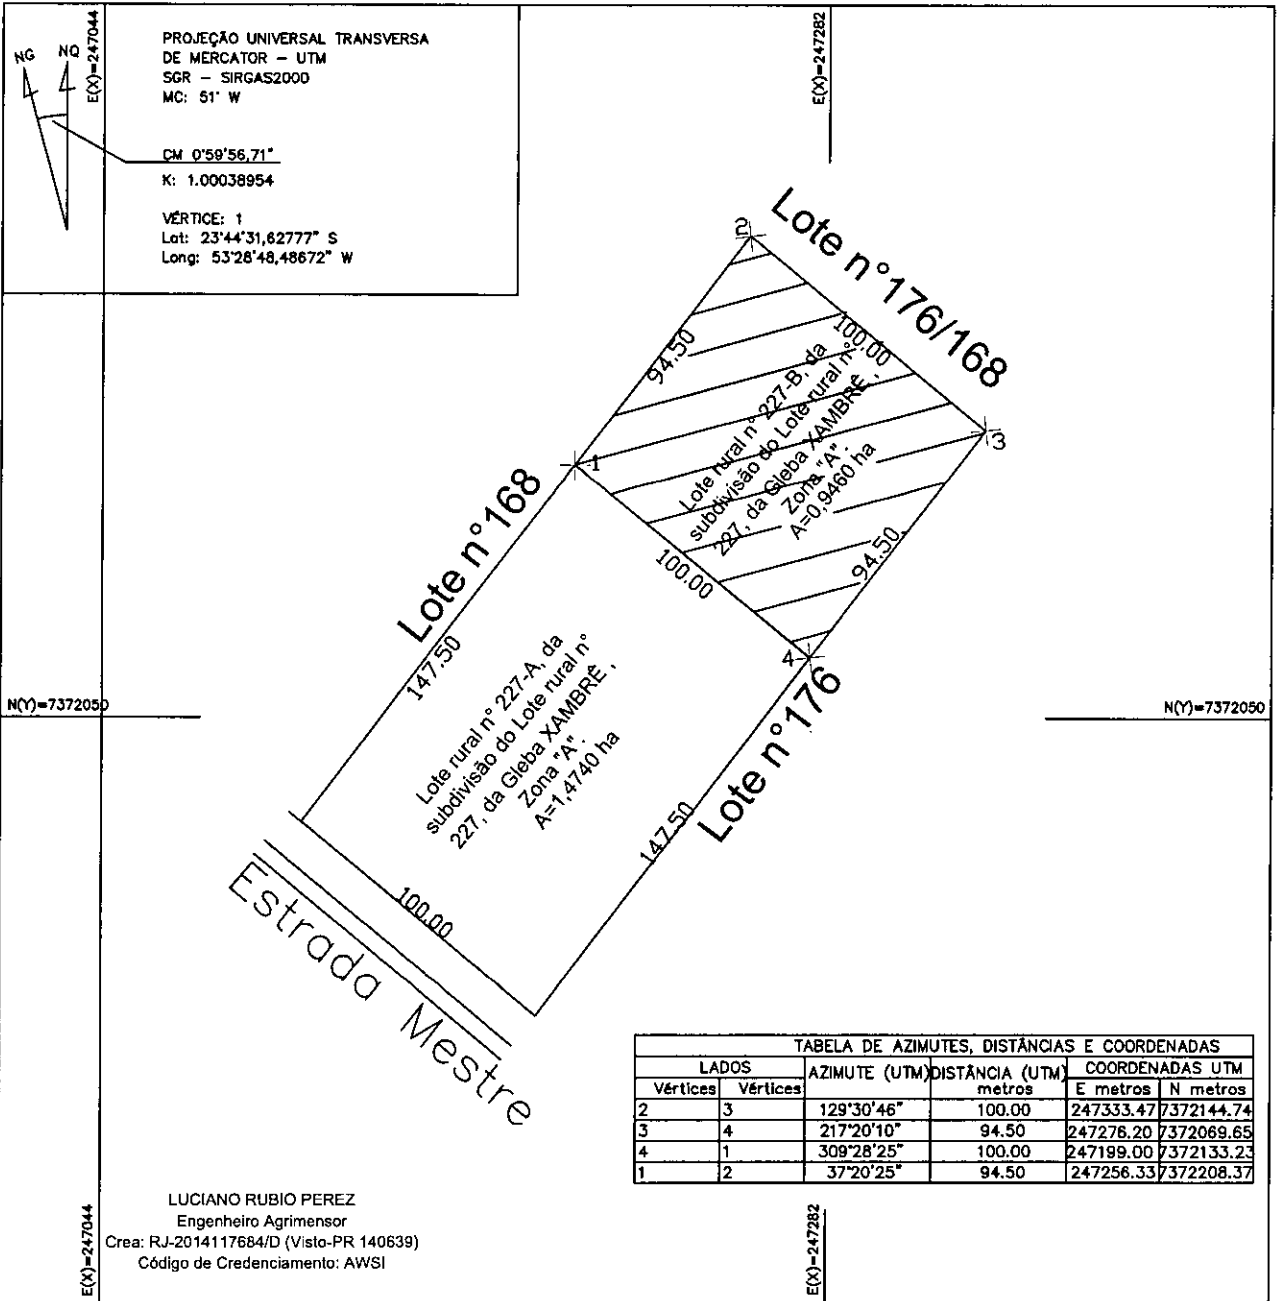 E(X)=247044
E(X)=247282
NG NQ
PROJEÇÃO UNIVERSAL TRANSVERSA
DE MERCATOR - UTM
SGR - SIRGAS2000
MC: 51° W
CM 0°59'56,71"
K: 1.00038954
VÉRTICE: 1
Lat: 23°44'31,62777" S
Long: 53°28'48,48672" W
2
Lote n°176/168
100.00
94.50
Lote rural n° 227-B, da
subdivisão do Lote rural n°
227, da Gleba XAMBRÊ ,
Zona "A".
A=0,9460 ha
3
1
Lote n°168
100.00
94.50
4
147.50
Lote rural n° 227-A, da
subdivisão do Lote rural n°
227, da Gleba XAMBRÊ ,
Zona "A".
A=1,4740 ha
Lote n°176
N(Y)=7372050
N(Y)=7372050
147.50
100.00
Estrada Mestre
TABELA DE AZIMUTES, DISTÂNCIAS E COORDENADAS
LADOS AZIMUTE (UTM) DISTÂNCIA (UTM) COORDENADAS UTM
Vértices Vértices metros E metros N metros
2 3 129°30'46" 100.00 247333.47 7372144.74
3 4 217°20'10" 94.50 247276.20 7372069.65
4 1 309°28'25" 100.00 247199.00 7372133.23
1 2 37°20'25" 94.50 247256.33 7372208.37
LUCIANO RUBIO PEREZ
Engenheiro Agrimensor
Crea: RJ-2014117684/D (Visto-PR 140639)
Código de Credenciamento: AWSI
E(X)=247044
E(X)=247282